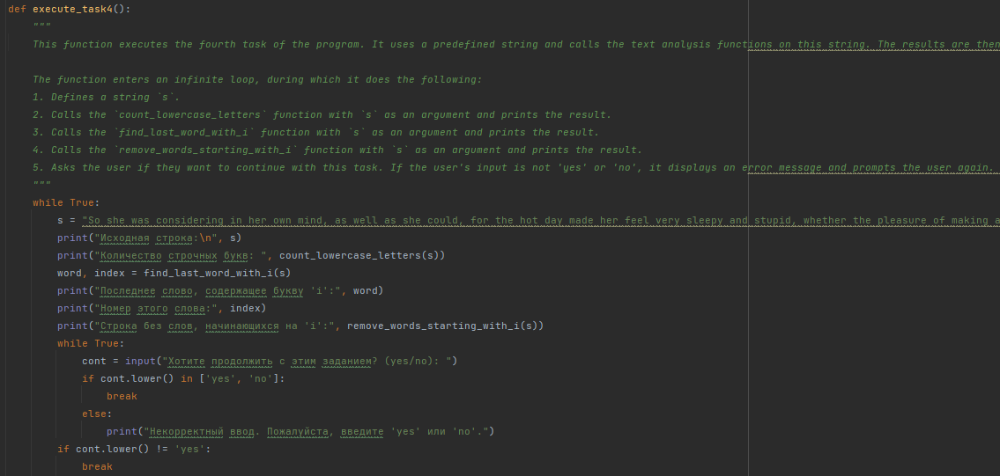 def execute_task4():
"""
This function executes the fourth task of the program. It uses a predefined string and calls the text analysis functions on this string. The results are then
The function enters an infinite loop, during which it does the following:
1. Defines a string `s`.
2. Calls the `count_lowercase_letters` function with `s` as an argument and prints the result.
3. Calls the `find_last_word_with_i` function with `s` as an argument and prints the result.
4. Calls the `remove_words_starting_with_i` function with `s` as an argument and prints the result.
5. Asks the user if they want to continue with this task. If the user's input is not 'yes' or 'no', it displays an error message and prompts the user again.
"""
while True:
s = "So she was considering in her own mind, as well as she could, for the hot day made her feel very sleepy and stupid, whether the pleasure of making a
print("Исходная строка:\n", s)
print("Количество строчных букв: ", count_lowercase_letters(s))
word, index = find_last_word_with_i(s)
print("Последнее слово, содержащее букву 'i':", word)
print("Номер этого слова:", index)
print("Строка без слов, начинающихся на 'i':", remove_words_starting_with_i(s))
while True:
cont = input("Хотите продолжить с этим заданием? (yes/no): ")
if cont.lower() in ['yes', 'no']:
break
else:
print("Некорректный ввод. Пожалуйста, введите 'yes' или 'no'.")
if cont.lower() != 'yes':
break